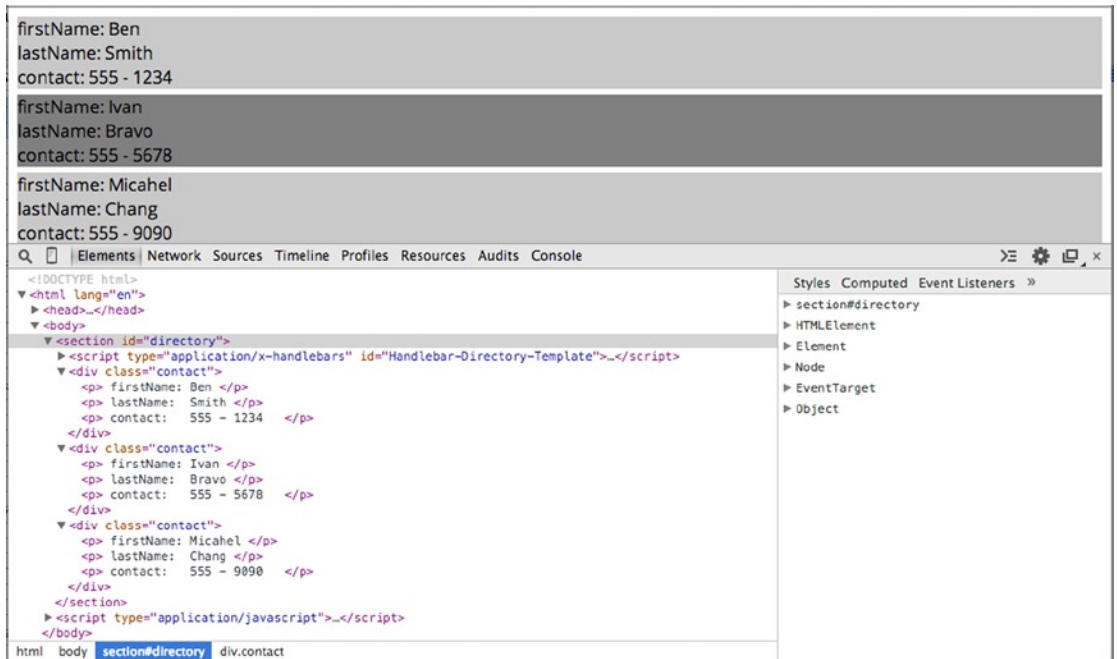 firstName: Ben
lastName: Smith
contact: 555 - 1234
firstName: Ivan
lastName: Bravo
contact: 555 - 5678
firstName: Micahel
lastName: Chang
contact: 555 - 9090
Elements Network Sources Timeline Profiles Resources Audits Console
<!DOCTYPE html>
▼<html lang="en">
▶<head>…</head>
▼<body>
▼<section id="directory">
▶<script type="application/x-handlebars" id="Handlebar-Directory-Template">…</script>
▼<div class="contact">
<p> firstName: Ben </p>
<p> lastName:  Smith </p>
<p> contact:   555 - 1234   </p>
</div>
▼<div class="contact">
<p> firstName: Ivan </p>
<p> lastName:  Bravo </p>
<p> contact:   555 - 5678   </p>
</div>
▼<div class="contact">
<p> firstName: Micahel </p>
<p> lastName:  Chang </p>
<p> contact:   555 - 9090   </p>
</div>
</section>
▶<script type="application/javascript">…</script>
</body>
html body section#directory div.contact
Styles Computed Event Listeners »
▶ section#directory
▶ HTMLElement
▶ Element
▶ Node
▶ EventTarget
▶ Object